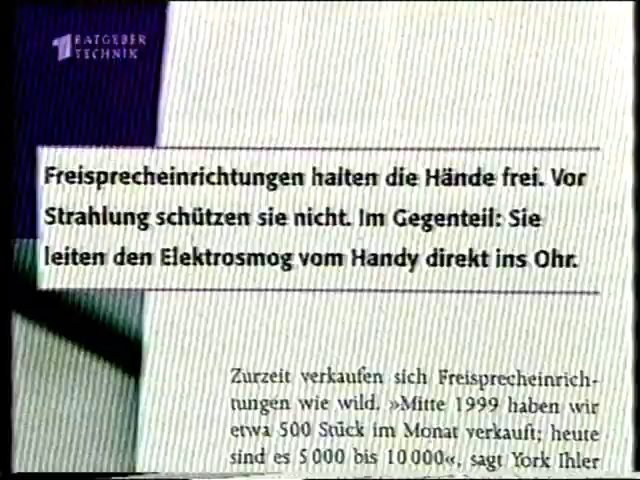 RATGEBER
TECHNIK
Freisprecheinrichtungen halten die Hände frei. Vor
Strahlung schützen sie nicht. Im Gegenteil: Sie
leiten den Elektrosmog vom Handy direkt ins Ohr.
Zurzeit verkaufen sich Freisprecheinrich-
tungen wie wild. »Mitte 1999 haben wir
etwa 500 Stück im Monat verkauft; heute
sind es 5 000 bis 10 000«, sagt York Ihler